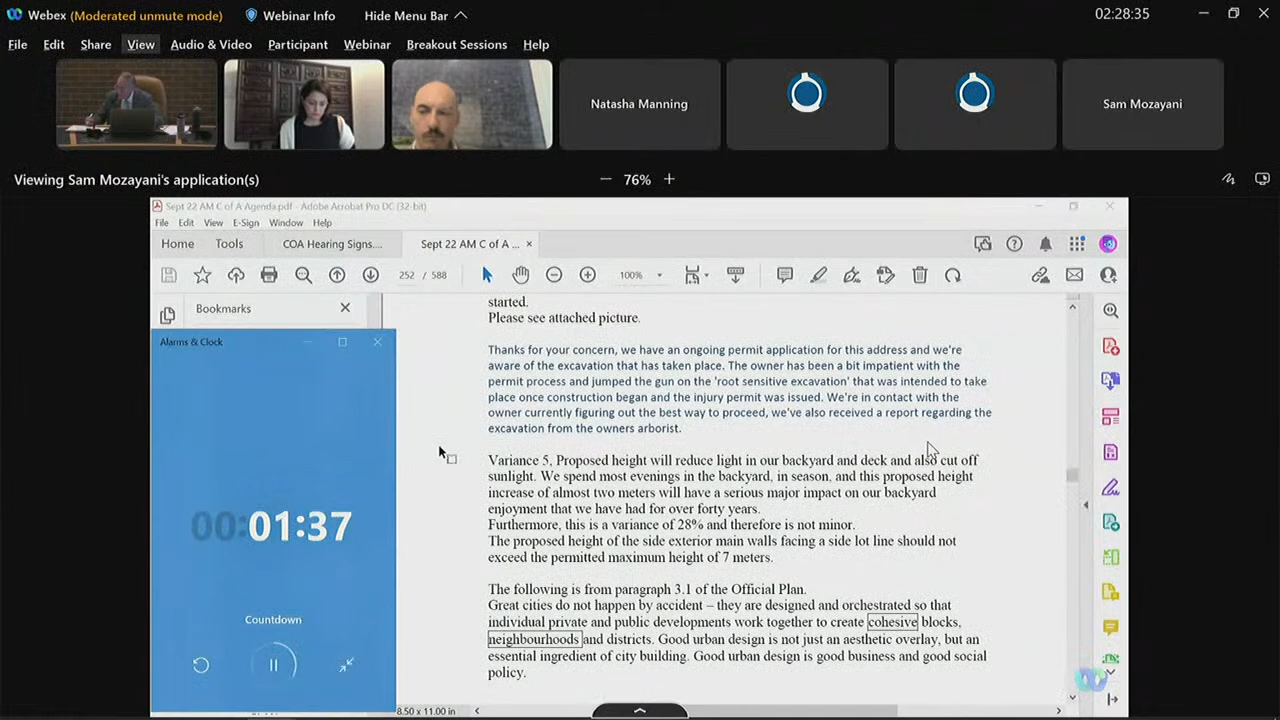 Webex (Moderated unmute mode) Webinar Info Hide Menu Bar 02:28:35
File Edit Share View Audio & Video Participant Webinar Breakout Sessions Help
Natasha Manning
Sam Mozayani
Viewing Sam Mozayani's application(s)
76%
Sept 22 AM C of A Agenda.pdf - Adobe Acrobat Pro DC (32-bit)
File Edit View E-Sign Window Help
Home Tools COA Hearing Signs.... Sept 22 AM C of A ... ×
252 / 588 100%
Bookmarks
started.
Please see attached picture.
Alarms & Clock
00:01:37
Countdown
Thanks for your concern, we have an ongoing permit application for this address and we're
aware of the excavation that has taken place. The owner has been a bit impatient with the
permit process and jumped the gun on the 'root sensitive excavation' that was intended to take
place once construction began and the injury permit was issued. We're in contact with the
owner currently figuring out the best way to proceed, we've also received a report regarding the
excavation from the owners arborist.
Variance 5, Proposed height will reduce light in our backyard and deck and also cut off
sunlight. We spend most evenings in the backyard, in season, and this proposed height
increase of almost two meters will have a serious major impact on our backyard
enjoyment that we have had for over forty years.
Furthermore, this is a variance of 28% and therefore is not minor.
The proposed height of the side exterior main walls facing a side lot line should not
exceed the permitted maximum height of 7 meters.
The following is from paragraph 3.1 of the Official Plan.
Great cities do not happen by accident – they are designed and orchestrated so that
individual private and public developments work together to create cohesive blocks,
neighbourhoods and districts. Good urban design is not just an aesthetic overlay, but an
essential ingredient of city building. Good urban design is good business and good social
policy.
8.50 x 11.00 in